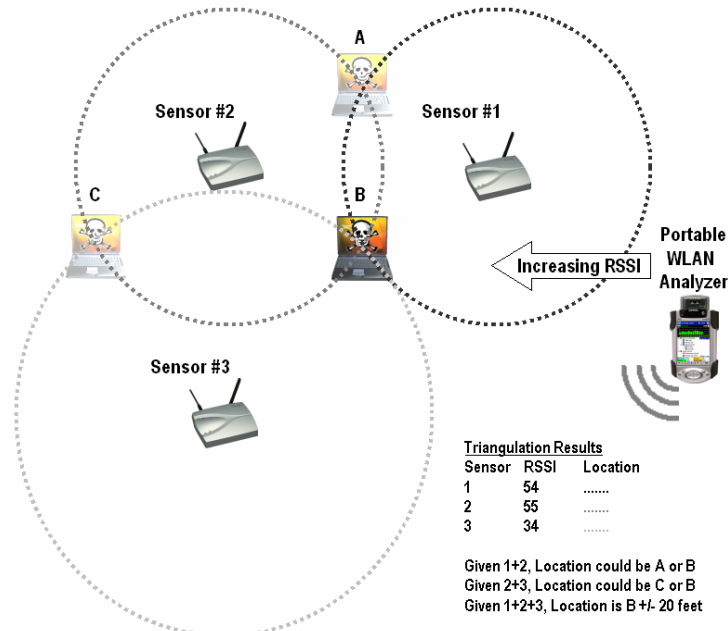 A
Sensor #2
Sensor #1
C
B
Portable
WLAN
Analyzer
Increasing RSSI
Sensor #3
Triangulation Results
Sensor RSSI Location
1 54 .......
2 55 .......
3 34 .......
Given 1+2, Location could be A or B
Given 2+3, Location could be C or B
Given 1+2+3, Location is B +/- 20 feet